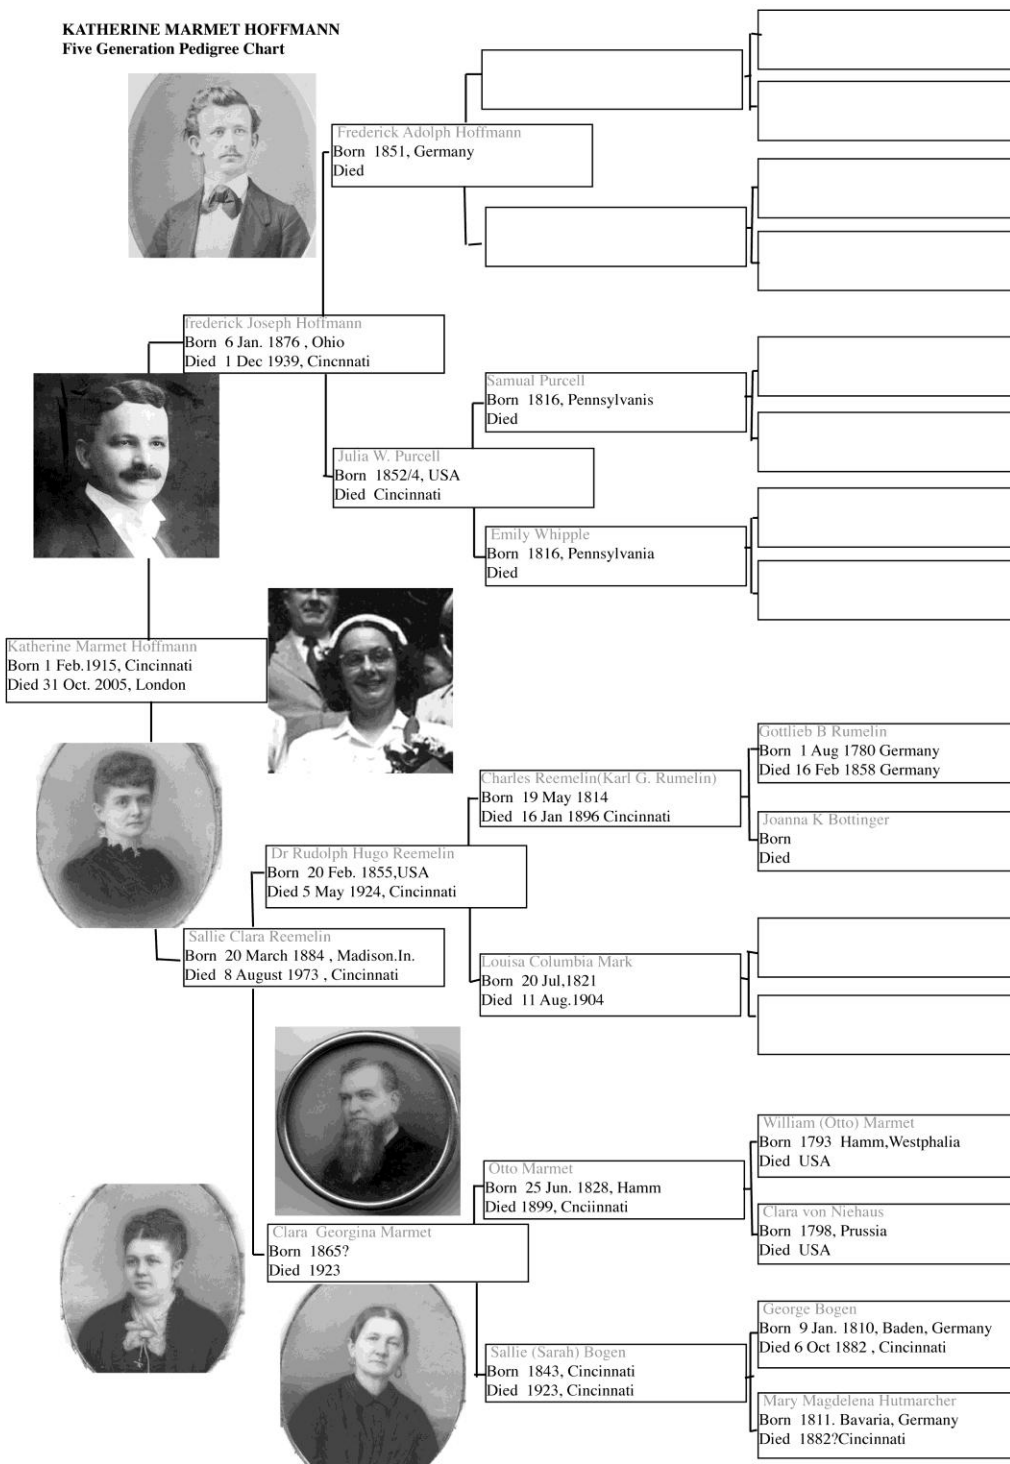 KATHERINE MARMET HOFFMANN
Five Generation Pedigree Chart
Frederick Adolph Hoffmann
Born 1851, Germany
Died
frederick Joseph Hoffmann
Born 6 Jan. 1876 , Ohio
Died 1 Dec 1939, Cincnnati
Samual Purcell
Born 1816, Pennsylvanis
Died
Julia W. Purcell
Born 1852/4, USA
Died Cincinnati
Emily Whipple
Born 1816, Pennsylvania
Died
Katherine Marmet Hoffmann
Born 1 Feb.1915, Cincinnati
Died 31 Oct. 2005, London
Gottlieb B Rumelin
Born 1 Aug 1780 Germany
Died 16 Feb 1858 Germany
Charles Reemelin(Karl G. Rumelin)
Born 19 May 1814
Died 16 Jan 1896 Cincinnati
Joanna K Bottinger
Born
Died
Dr Rudolph Hugo Reemelin
Born 20 Feb. 1855,USA
Died 5 May 1924, Cincinnati
Sallie Clara Reemelin
Born 20 March 1884 , Madison.In.
Died 8 August 1973 , Cincinnati
Louisa Columbia Mark
Born 20 Jul,1821
Died 11 Aug.1904
William (Otto) Marmet
Born 1793 Hamm,Westphalia
Died USA
Otto Marmet
Born 25 Jun. 1828, Hamm
Died 1899, Cnciinnati
Clara von Niehaus
Born 1798, Prussia
Died USA
Clara Georgina Marmet
Born 1865?
Died 1923
George Bogen
Born 9 Jan. 1810, Baden, Germany
Died 6 Oct 1882 , Cincinnati
Sallie (Sarah) Bogen
Born 1843, Cincinnati
Died 1923, Cincinnati
Mary Magdelena Hutmarcher
Born 1811. Bavaria, Germany
Died 1882?Cincinnati